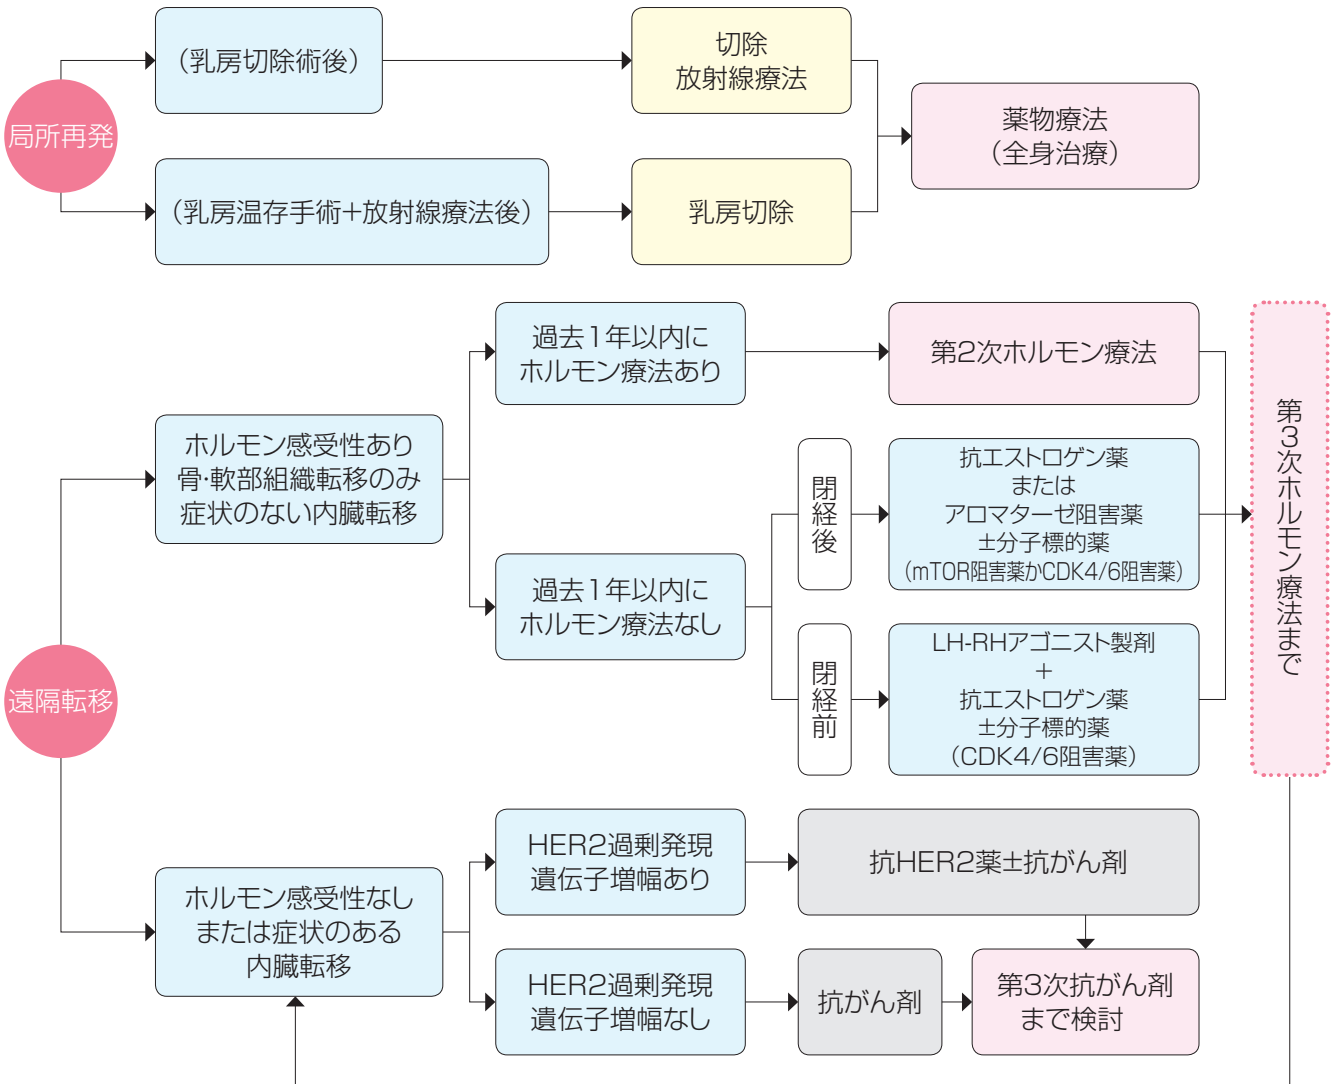 局所再発
(乳房切除術後)
切除
放射線療法
(乳房温存手術+放射線療法後)
乳房切除
薬物療法
(全身治療)
遠隔転移
ホルモン感受性あり
骨・軟部組織転移のみ
症状のない内臓転移
過去1年以内に
ホルモン療法あり
第2次ホルモン療法
過去1年以内に
ホルモン療法なし
閉経後
抗エストロゲン薬
または
アロマターゼ阻害薬
±分子標的薬
(mTOR阻害薬かCDK4/6阻害薬)
閉経前
LH-RHアゴニスト製剤
+
抗エストロゲン薬
±分子標的薬
(CDK4/6阻害薬)
第3次ホルモン療法まで
ホルモン感受性なし
または症状のある
内臓転移
HER2過剰発現
遺伝子増幅あり
抗HER2薬±抗がん剤
HER2過剰発現
遺伝子増幅なし
抗がん剤
第3次抗がん剤
まで検討